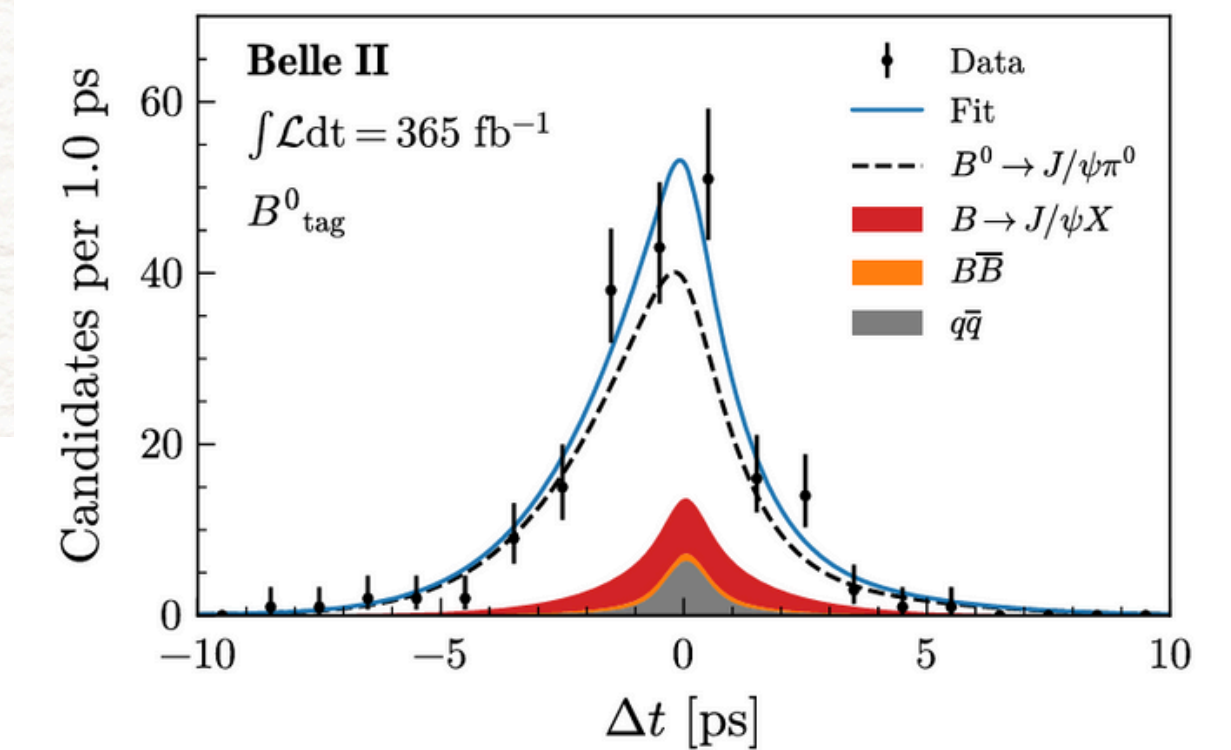 Belle II
∫ℒdt = 365 fb⁻¹
B⁰tag
Data
Fit
B⁰ → J/ψπ⁰
B → J/ψX
BB̅
qq̅
Candidates per 1.0 ps
60
40
20
0
−10 −5 0 5 10
Δt [ps]